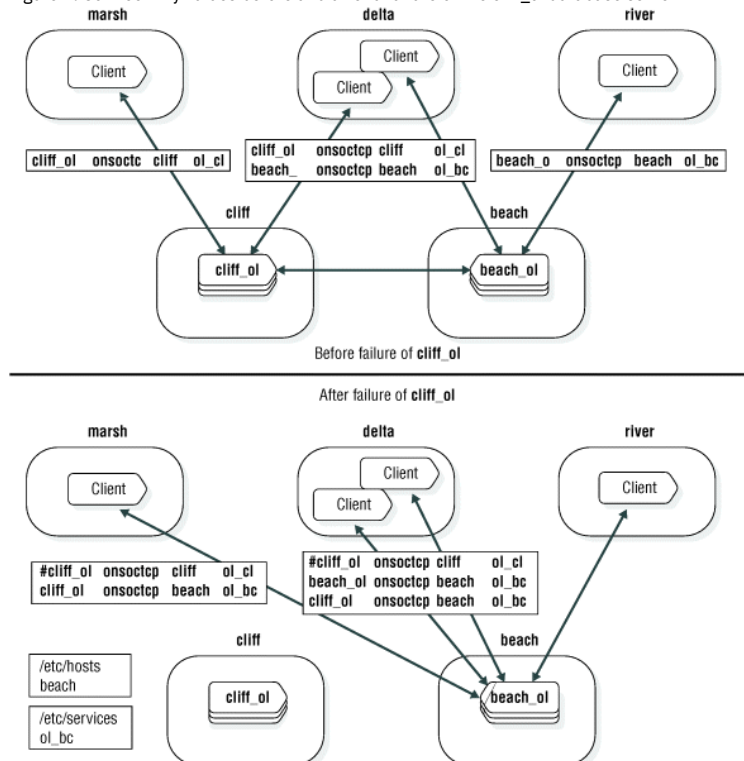 marsh delta river
Client Client Client
Client
cliff_ol onsoctc cliff ol_cl
cliff_ol onsoctcp cliff ol_cl
beach_ onsoctcp beach ol_bc
beach_o onsoctcp beach ol_bc
cliff beach
cliff_ol beach_ol
Before failure of cliff_ol
After failure of cliff_ol
marsh delta river
Client Client Client
Client
#cliff_ol onsoctcp cliff ol_cl
cliff_ol onsoctcp beach ol_bc
#cliff_ol onsoctcp cliff ol_cl
beach_ol onsoctcp beach ol_bc
cliff_ol onsoctcp beach ol_bc
cliff beach
/etc/hosts
beach
/etc/services
ol_bc
cliff_ol beach_ol